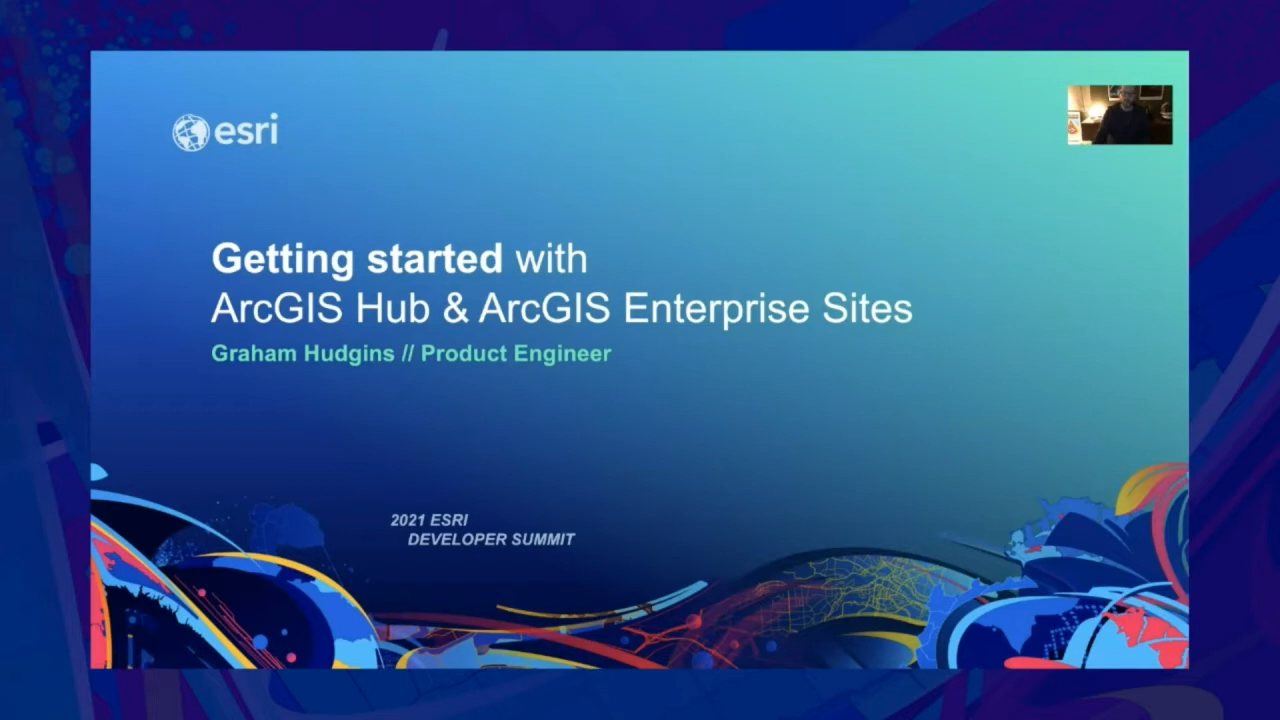 esri
Getting started with
ArcGIS Hub & ArcGIS Enterprise Sites
Graham Hudgins // Product Engineer
2021 ESRI
DEVELOPER SUMMIT